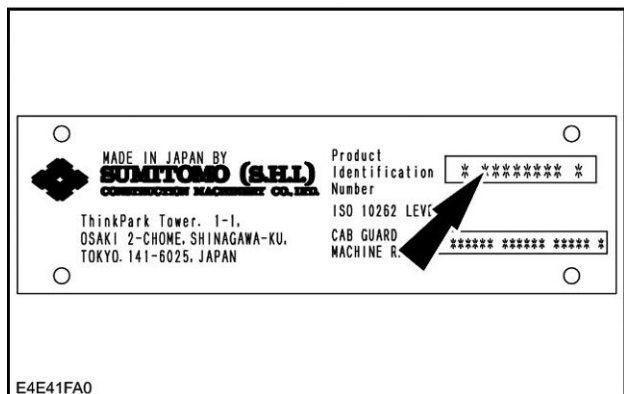 MADE IN JAPAN BY
SUMITOMO (S.H.I.)
CONSTRUCTION MACHINERY CO., LTD.
ThinkPark Tower. 1-1,
OSAKI 2-CHOME, SHINAGAWA-KU,
TOKYO. 141-6025, JAPAN
Product
Identification
Number
* ******** *
ISO 10262
CAB GUARD
MACHINE
****** ****** ***** *
E4E41FA0